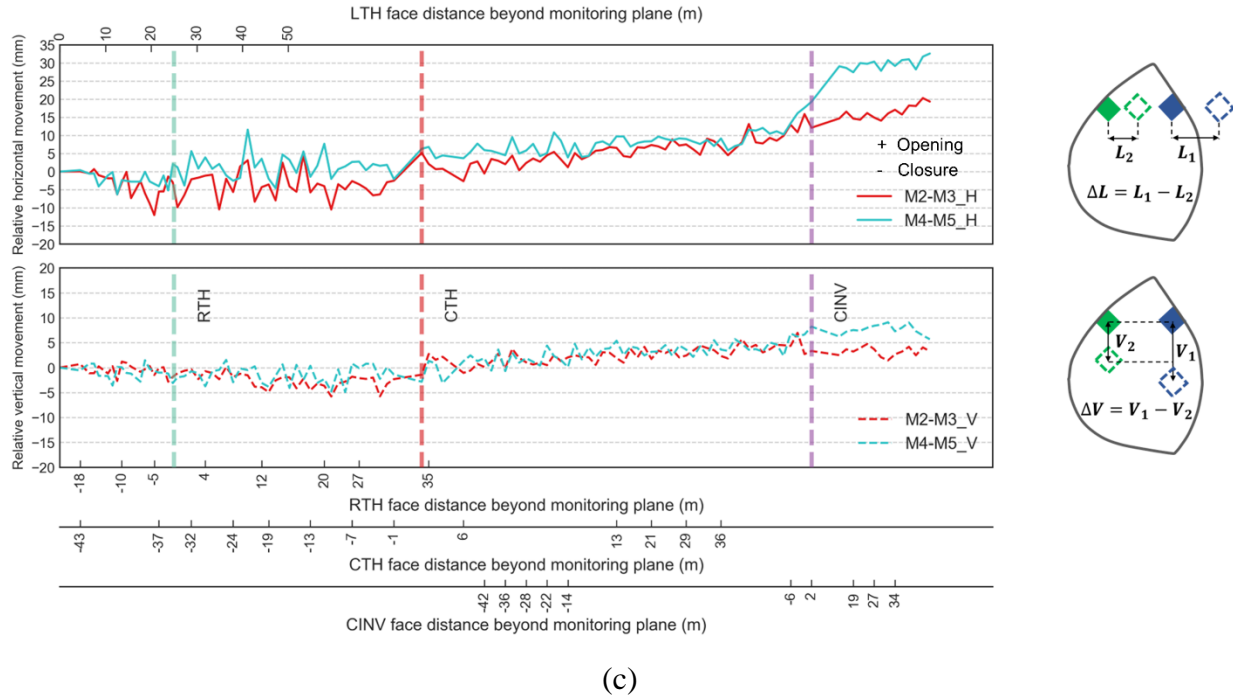 LTH face distance beyond monitoring plane (m)
0 10 20 30 40 50
Relative horizontal movement (mm)
35
30
25
20
15
10
5
0
−5
−10
−15
−20
+ Opening
- Closure
M2-M3_H
M4-M5_H
L₂ L₁
ΔL = L₁ − L₂
Relative vertical movement (mm)
20
15
10
5
0
−5
−10
−15
−20
RTH
CTH
CINV
M2-M3_V
M4-M5_V
V₂ V₁
ΔV = V₁ − V₂
-18 -10 -5 4 12 20 27 35
RTH face distance beyond monitoring plane (m)
-43 -37 -32 -24 -19 -13 -7 -1 6 13 21 29 36
CTH face distance beyond monitoring plane (m)
-42 -36 -28 -22 -14 -6 2 19 27 34
CINV face distance beyond monitoring plane (m)
(c)